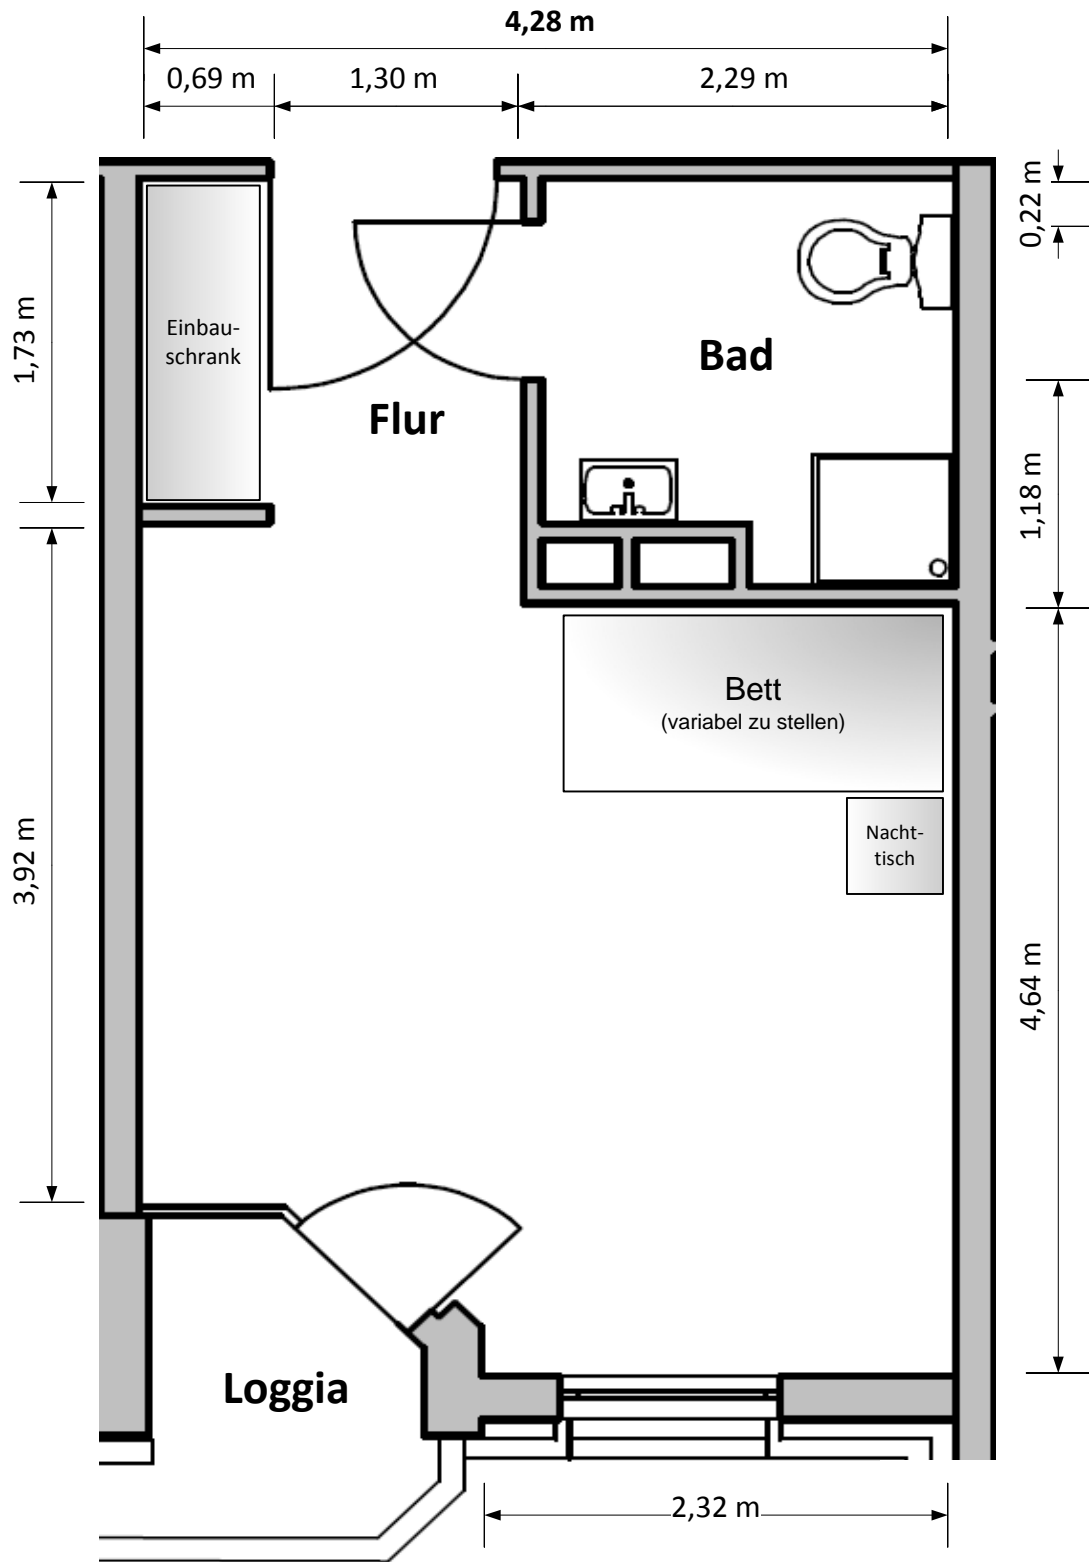 4,28 m
0,69 m
1,30 m
2,29 m
0,22 m
1,73 m
Einbau-
schrank
Bad
Flur
1,18 m
Bett
(variabel zu stellen)
Nacht-
tisch
3,92 m
4,64 m
Loggia
2,32 m